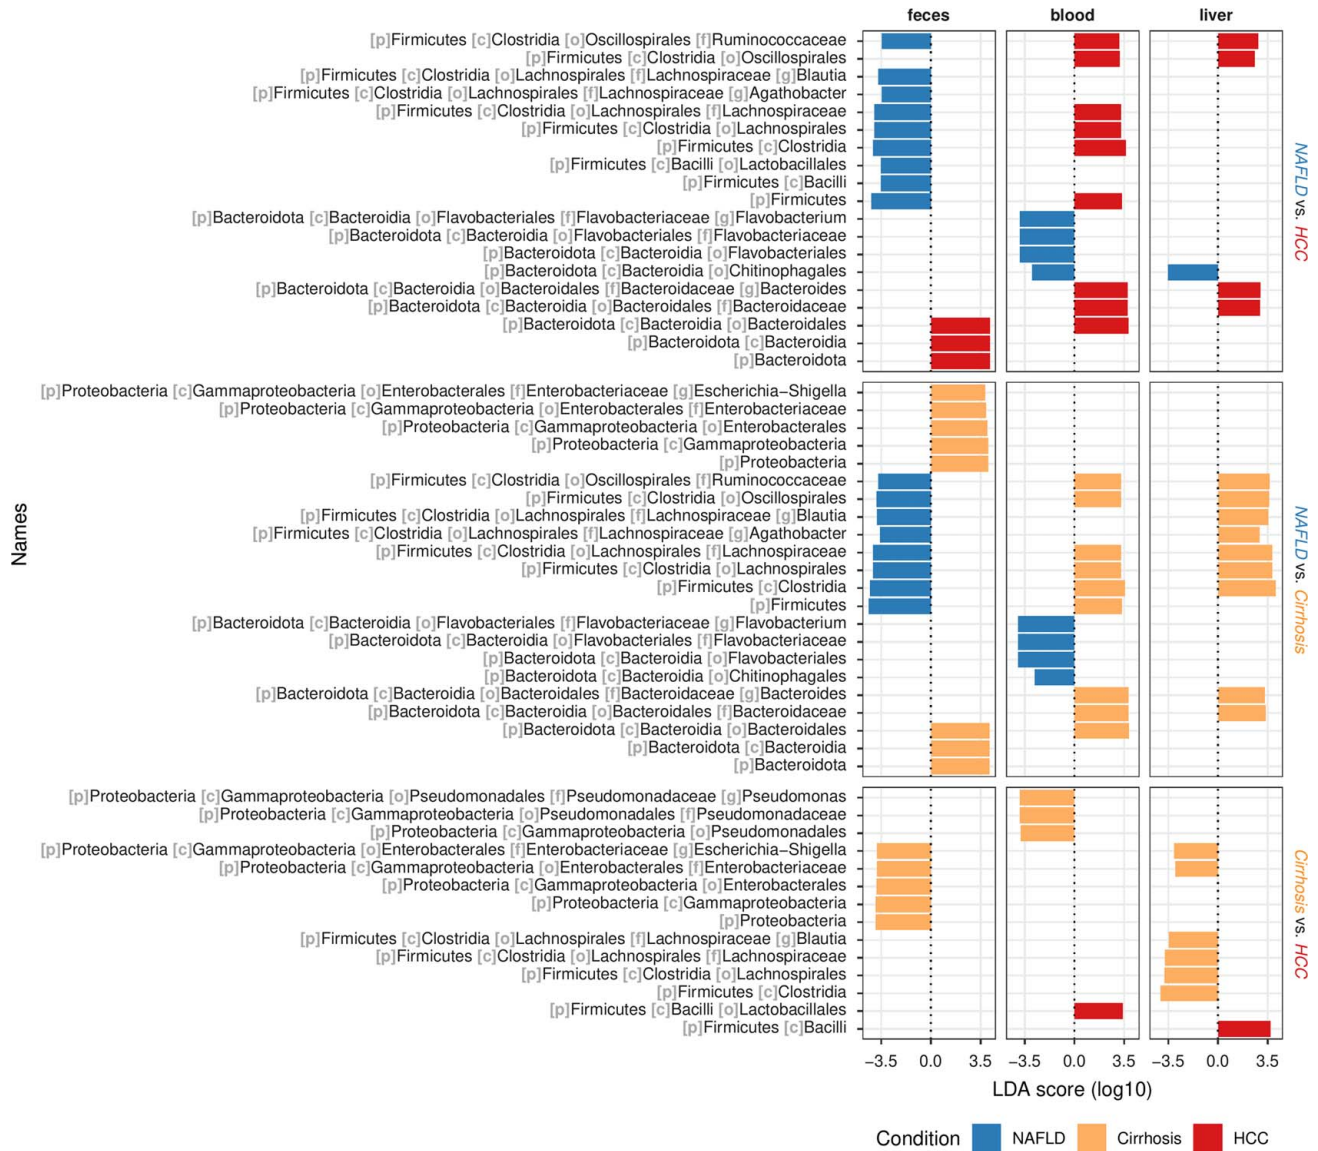 feces blood liver
[p]Firmicutes [c]Clostridia [o]Oscillospirales [f]Ruminococcaceae
[p]Firmicutes [c]Clostridia [o]Oscillospirales
[p]Firmicutes [c]Clostridia [o]Lachnospirales [f]Lachnospiraceae [g]Blautia
[p]Firmicutes [c]Clostridia [o]Lachnospirales [f]Lachnospiraceae [g]Agathobacter
[p]Firmicutes [c]Clostridia [o]Lachnospirales [f]Lachnospiraceae
[p]Firmicutes [c]Clostridia [o]Lachnospirales
[p]Firmicutes [c]Clostridia
[p]Firmicutes [c]Bacilli [o]Lactobacillales
[p]Firmicutes [c]Bacilli
[p]Firmicutes
[p]Bacteroidota [c]Bacteroidia [o]Flavobacteriales [f]Flavobacteriaceae [g]Flavobacterium
[p]Bacteroidota [c]Bacteroidia [o]Flavobacteriales [f]Flavobacteriaceae
[p]Bacteroidota [c]Bacteroidia [o]Flavobacteriales
[p]Bacteroidota [c]Bacteroidia [o]Chitinophagales
[p]Bacteroidota [c]Bacteroidia [o]Bacteroidales [f]Bacteroidaceae [g]Bacteroides
[p]Bacteroidota [c]Bacteroidia [o]Bacteroidales [f]Bacteroidaceae
[p]Bacteroidota [c]Bacteroidia [o]Bacteroidales
[p]Bacteroidota [c]Bacteroidia
[p]Bacteroidota
NAFLD vs. HCC
[p]Proteobacteria [c]Gammaproteobacteria [o]Enterobacterales [f]Enterobacteriaceae [g]Escherichia−Shigella
[p]Proteobacteria [c]Gammaproteobacteria [o]Enterobacterales [f]Enterobacteriaceae
[p]Proteobacteria [c]Gammaproteobacteria [o]Enterobacterales
[p]Proteobacteria [c]Gammaproteobacteria
[p]Proteobacteria
[p]Firmicutes [c]Clostridia [o]Oscillospirales [f]Ruminococcaceae
[p]Firmicutes [c]Clostridia [o]Oscillospirales
[p]Firmicutes [c]Clostridia [o]Lachnospirales [f]Lachnospiraceae [g]Blautia
[p]Firmicutes [c]Clostridia [o]Lachnospirales [f]Lachnospiraceae [g]Agathobacter
[p]Firmicutes [c]Clostridia [o]Lachnospirales [f]Lachnospiraceae
[p]Firmicutes [c]Clostridia [o]Lachnospirales
[p]Firmicutes [c]Clostridia
[p]Firmicutes
[p]Bacteroidota [c]Bacteroidia [o]Flavobacteriales [f]Flavobacteriaceae [g]Flavobacterium
[p]Bacteroidota [c]Bacteroidia [o]Flavobacteriales [f]Flavobacteriaceae
[p]Bacteroidota [c]Bacteroidia [o]Flavobacteriales
[p]Bacteroidota [c]Bacteroidia [o]Chitinophagales
[p]Bacteroidota [c]Bacteroidia [o]Bacteroidales [f]Bacteroidaceae [g]Bacteroides
[p]Bacteroidota [c]Bacteroidia [o]Bacteroidales [f]Bacteroidaceae
[p]Bacteroidota [c]Bacteroidia [o]Bacteroidales
[p]Bacteroidota [c]Bacteroidia
[p]Bacteroidota
NAFLD vs. Cirrhosis
Names
[p]Proteobacteria [c]Gammaproteobacteria [o]Pseudomonadales [f]Pseudomonadaceae [g]Pseudomonas
[p]Proteobacteria [c]Gammaproteobacteria [o]Pseudomonadales [f]Pseudomonadaceae
[p]Proteobacteria [c]Gammaproteobacteria [o]Pseudomonadales
[p]Proteobacteria [c]Gammaproteobacteria [o]Enterobacterales [f]Enterobacteriaceae [g]Escherichia−Shigella
[p]Proteobacteria [c]Gammaproteobacteria [o]Enterobacterales [f]Enterobacteriaceae
[p]Proteobacteria [c]Gammaproteobacteria [o]Enterobacterales
[p]Proteobacteria [c]Gammaproteobacteria
[p]Proteobacteria
[p]Firmicutes [c]Clostridia [o]Lachnospirales [f]Lachnospiraceae [g]Blautia
[p]Firmicutes [c]Clostridia [o]Lachnospirales [f]Lachnospiraceae
[p]Firmicutes [c]Clostridia [o]Lachnospirales
[p]Firmicutes [c]Clostridia
[p]Firmicutes [c]Bacilli [o]Lactobacillales
[p]Firmicutes [c]Bacilli
Cirrhosis vs. HCC
−3.5 0.0 3.5 −3.5 0.0 3.5 −3.5 0.0 3.5
LDA score (log10)
Condition NAFLD Cirrhosis HCC